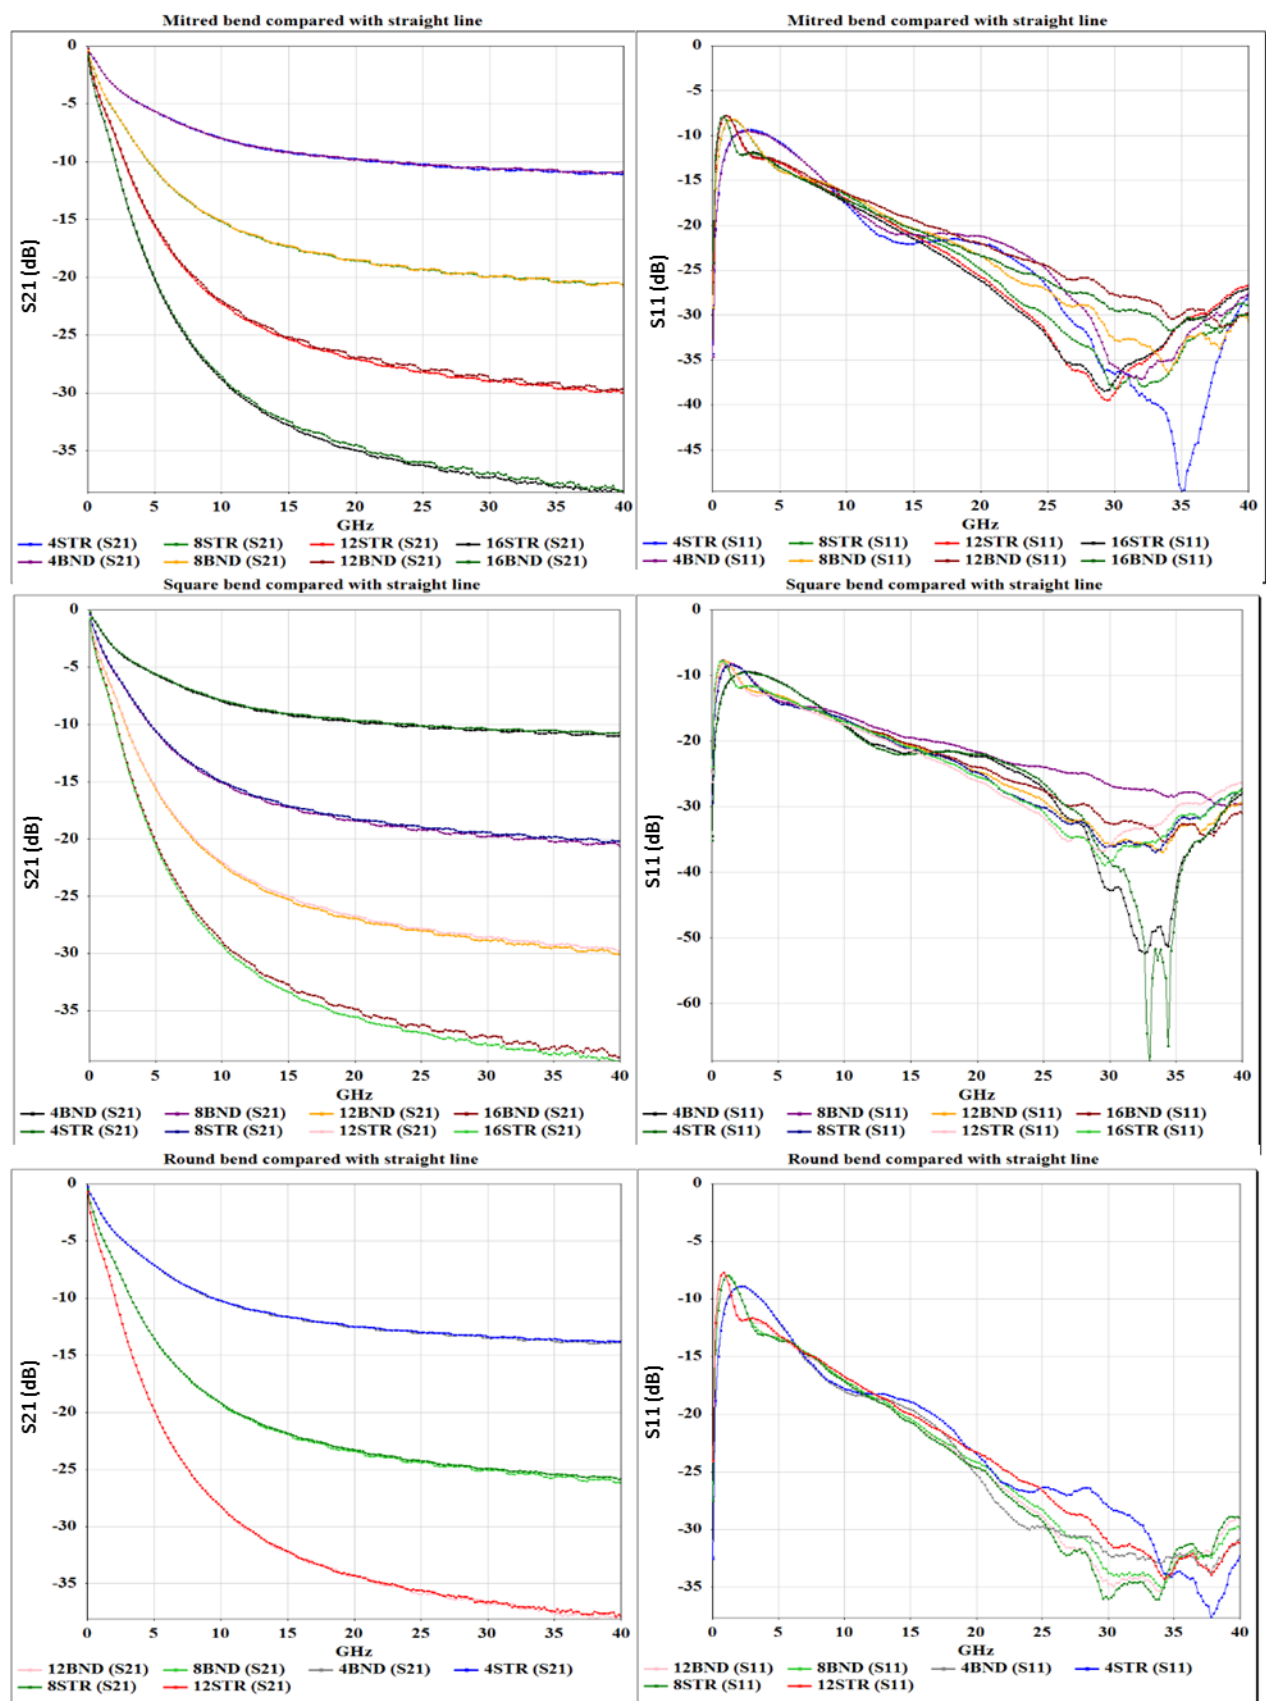 Mitred bend compared with straight line
0
-5
-10
-15
-20
-25
-30
-35
S21 (dB)
0 5 10 15 20 25 30 35 40
GHz
4STR (S21) 8STR (S21) 12STR (S21) 16STR (S21)
4BND (S21) 8BND (S21) 12BND (S21) 16BND (S21)
Mitred bend compared with straight line
0
-5
-10
-15
-20
-25
-30
-35
-40
-45
S11 (dB)
0 5 10 15 20 25 30 35 40
GHz
4STR (S11) 8STR (S11) 12STR (S11) 16STR (S11)
4BND (S11) 8BND (S11) 12BND (S11) 16BND (S11)
Square bend compared with straight line
0
-5
-10
-15
-20
-25
-30
-35
S21 (dB)
0 5 10 15 20 25 30 35 40
GHz
4BND (S21) 8BND (S21) 12BND (S21) 16BND (S21)
4STR (S21) 8STR (S21) 12STR (S21) 16STR (S21)
Square bend compared with straight line
0
-10
-20
-30
-40
-50
-60
S11 (dB)
0 5 10 15 20 25 30 35 40
GHz
4BND (S11) 8BND (S11) 12BND (S11) 16BND (S11)
4STR (S11) 8STR (S11) 12STR (S11) 16STR (S11)
Round bend compared with straight line
0
-5
-10
-15
-20
-25
-30
-35
S21 (dB)
0 5 10 15 20 25 30 35 40
GHz
12BND (S21) 8BND (S21) 4BND (S21) 4STR (S21)
8STR (S21) 12STR (S21)
Round bend compared with straight line
0
-5
-10
-15
-20
-25
-30
-35
S11 (dB)
0 5 10 15 20 25 30 35 40
GHz
12BND (S11) 8BND (S11) 4BND (S11) 4STR (S11)
8STR (S11) 12STR (S11)